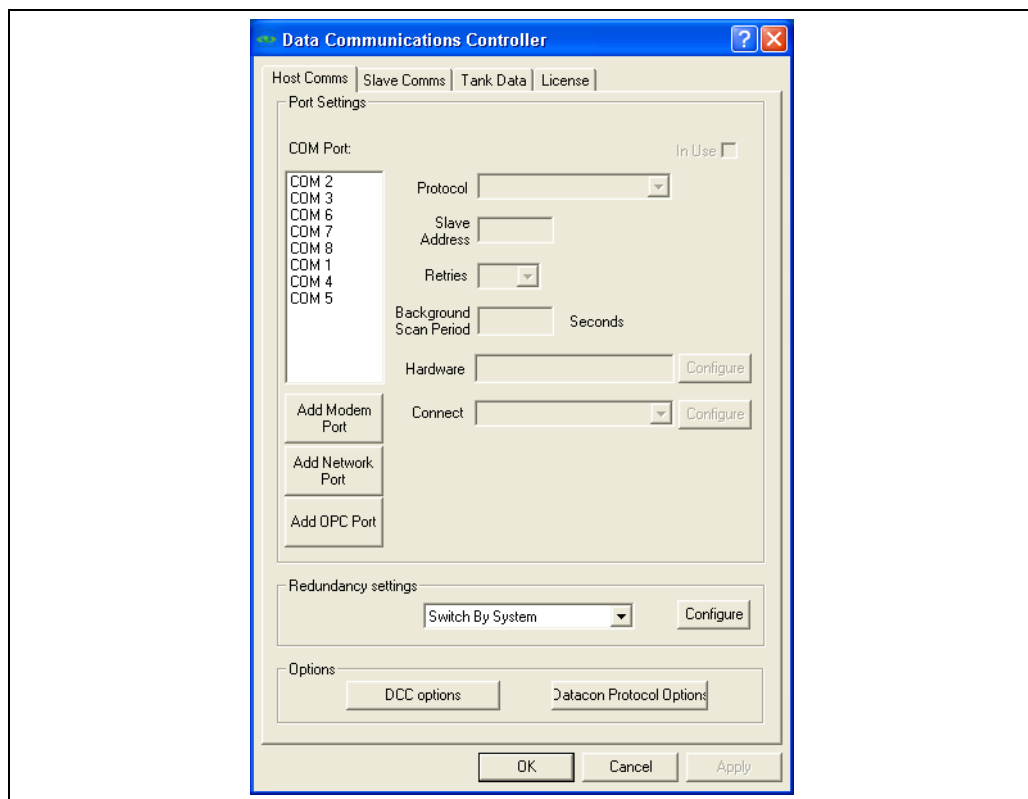 Data Communications Controller
Host Comms Slave Comms Tank Data License
Port Settings
COM Port:
In Use
COM 2
COM 3
COM 6
COM 7
COM 8
COM 1
COM 4
COM 5
Protocol
Slave
Address
Retries
Background
Scan Period
Seconds
Hardware
Configure
Connect
Configure
Add Modem
Port
Add Network
Port
Add OPC Port
Redundancy settings
Switch By System
Configure
Options
DCC options
Datacon Protocol Options
OK
Cancel
Apply